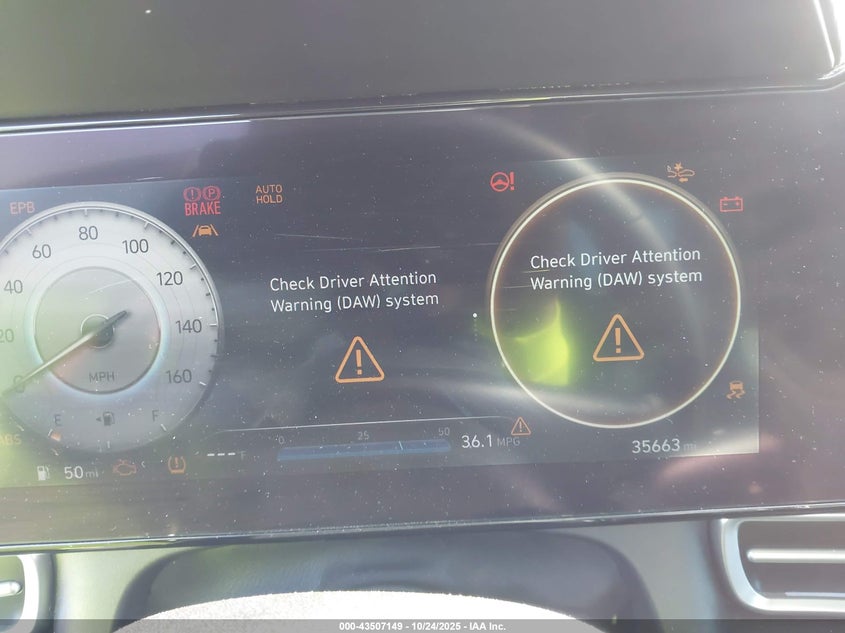 EPB
BRAKE
AUTO
HOLD
60
80
100
40
120
20
140
0
160
MPH
E
F
Check Driver Attention
Warning (DAW) system
Check Driver Attention
Warning (DAW) system
ABS
50 mi
--- °F
0
25
50
36.1 MPG
35663 mi
000-43507149 - 10/24/2025 - IAA Inc.